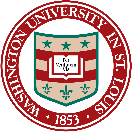 WASHINGTON UNIVERSITY IN ST. LOUIS
· 1853 ·